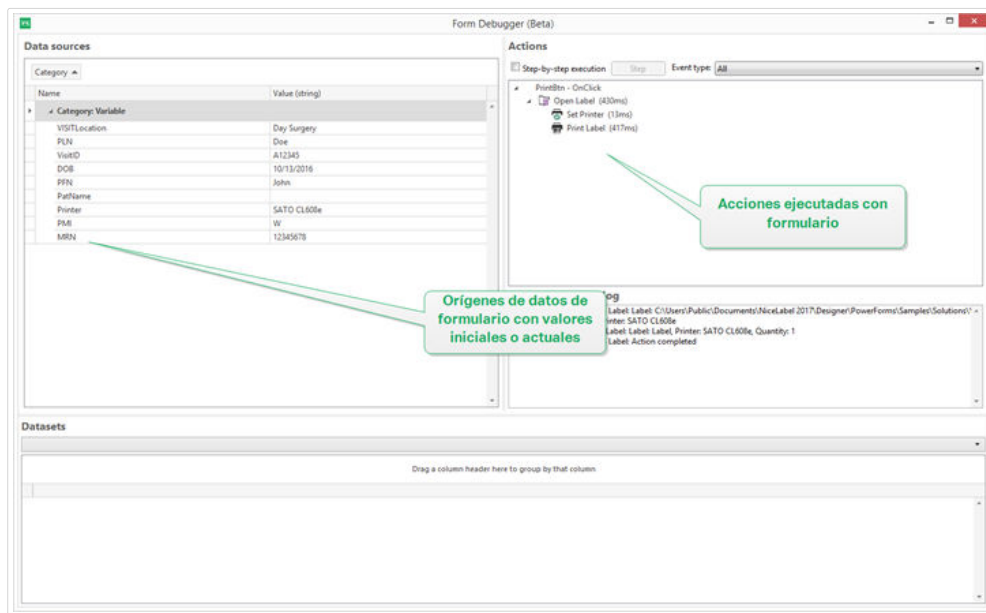 Form Debugger (Beta)
Data sources
Category
Name Value (string)
Category: Variable
VISITLocation Day Surgery
PLN Doe
VisitID A12345
DOB 10/13/2016
PFN John
PatName
Printer SATO CL608e
PMI W
MRN 12345678
Orígenes de datos de
formulario con valores
iniciales o actuales
Actions
Step-by-step execution Step Event type: All
PrintBtn - OnClick
Open Label (430ms)
Set Printer (13ms)
Print Label (417ms)
Acciones ejecutadas con
formulario
og
Label: Label: C:\Users\Public\Documents\NiceLabel 2017\Designer\PowerForms\Samples\Solutions\
inter: SATO CL608e
Label: Label: Label, Printer: SATO CL608e, Quantity: 1
Label: Action completed
Datasets
Drag a column header here to group by that column